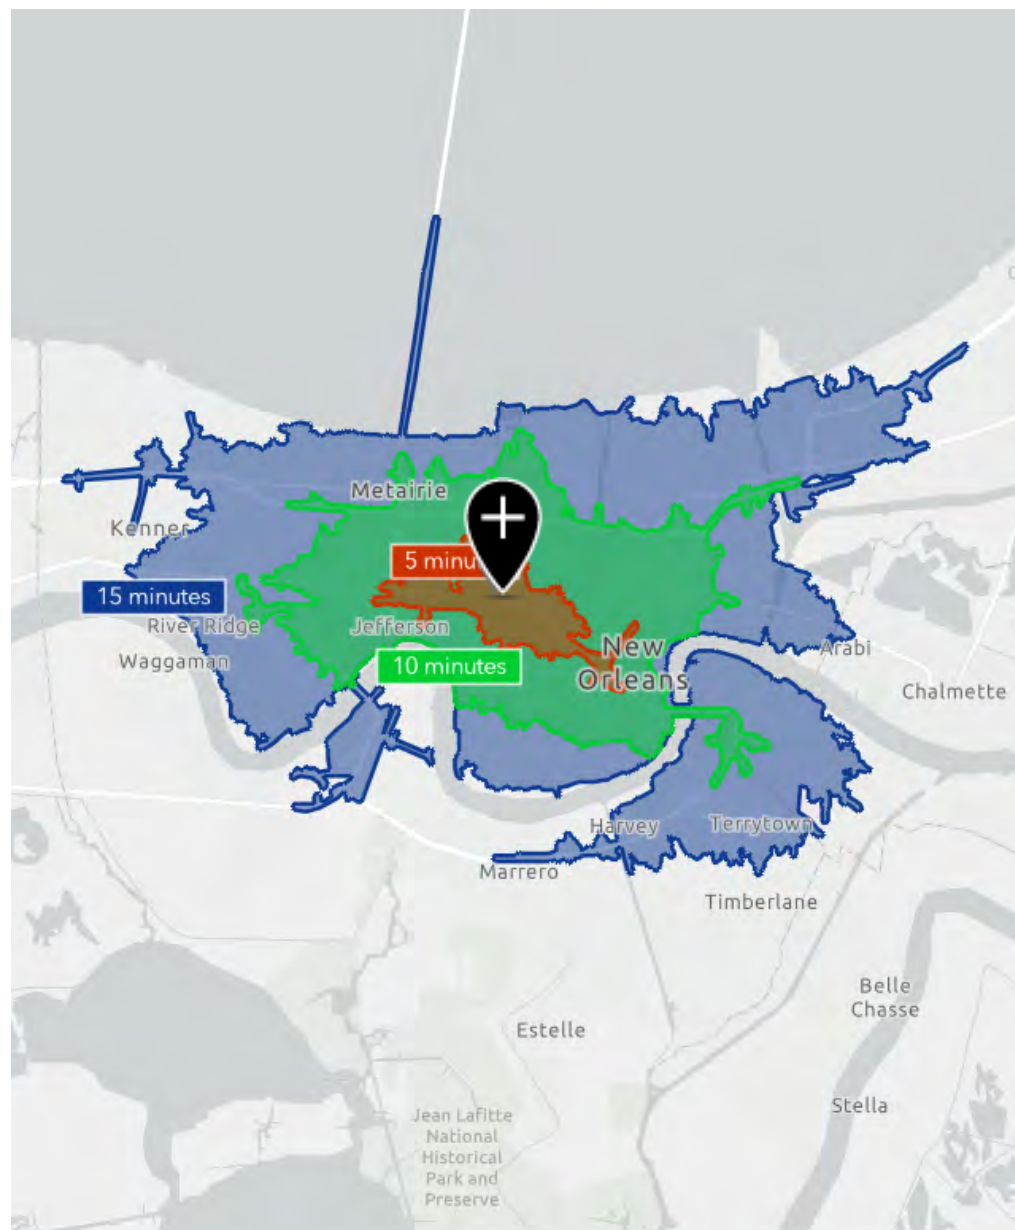 Metairie
Kenner
5 minu
15 minutes
River Ridge
Jefferson
New
Orleans
Arabi
Waggaman
10 minutes
Chalmette
Harvey
Terrytown
Marrero
Timberlane
Belle
Chasse
Estelle
Stella
Jean Lafitte
National
Historical
Park and
Preserve